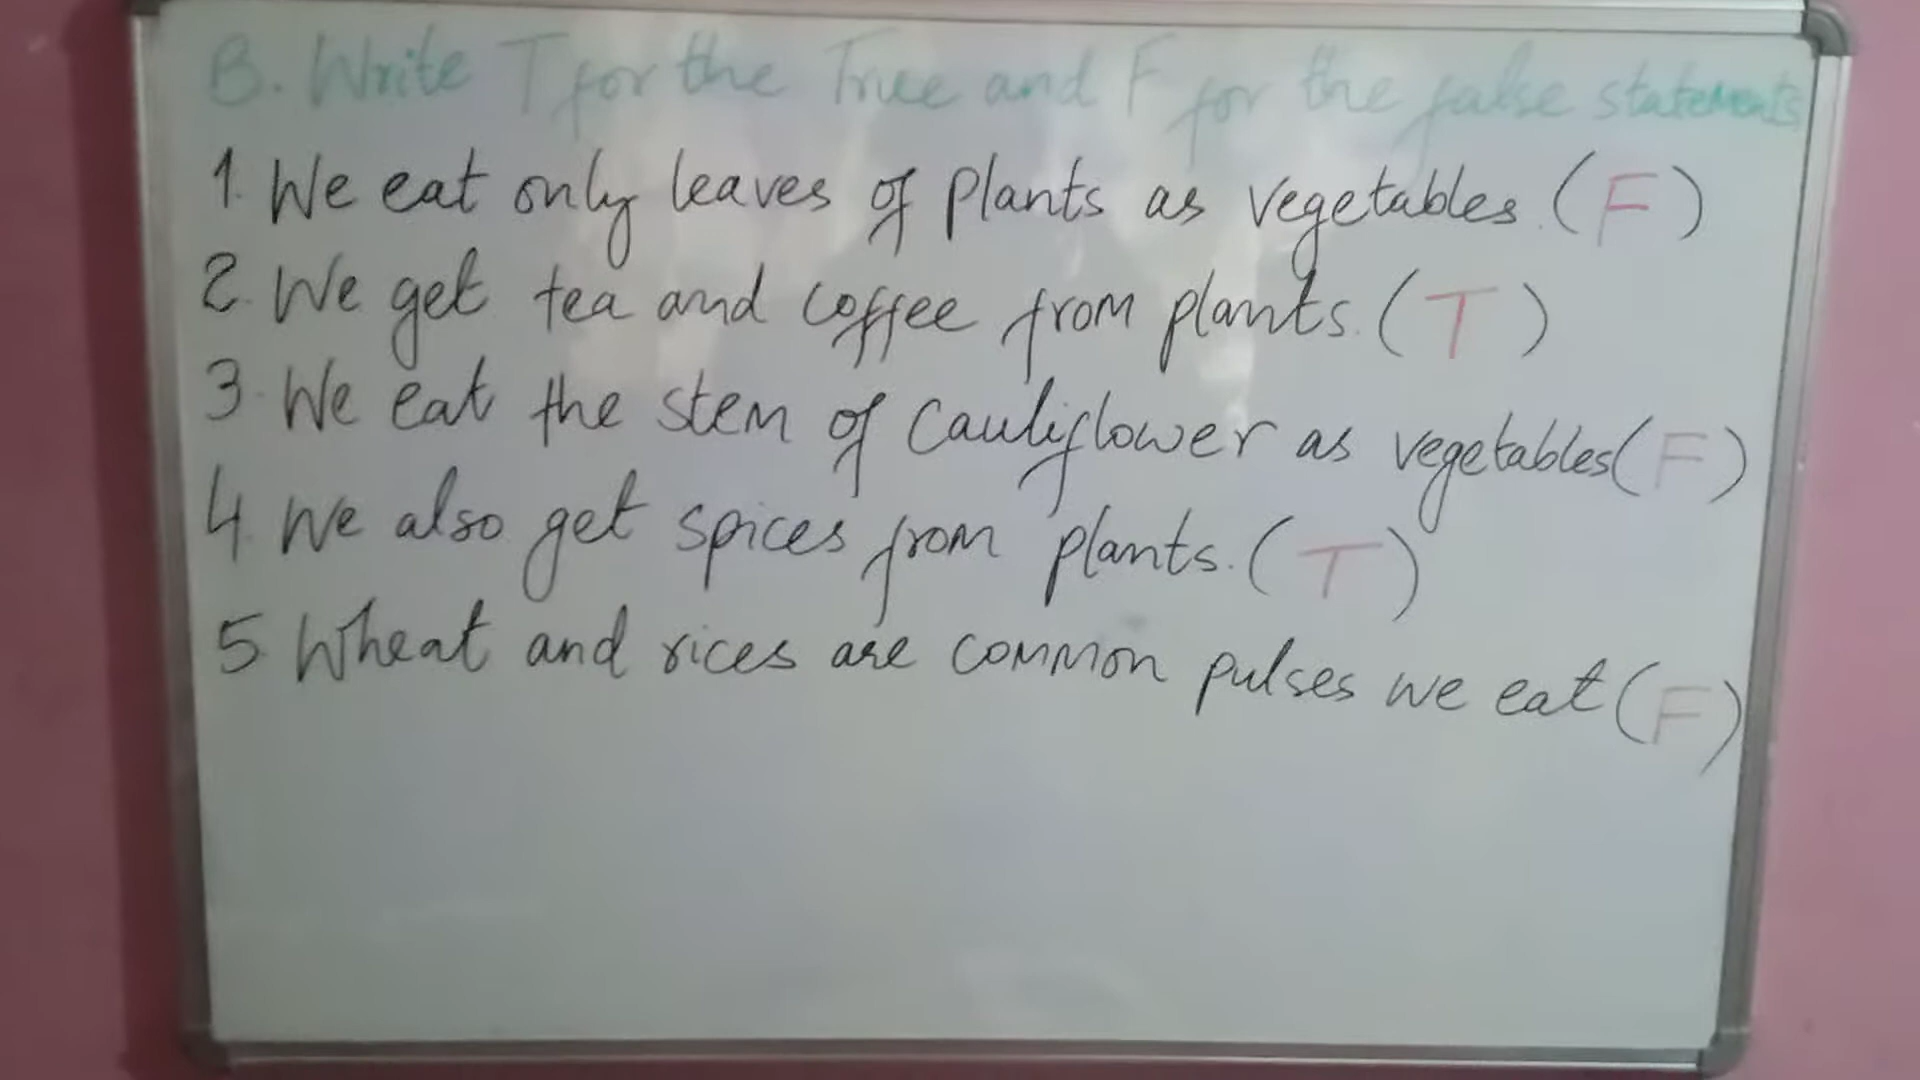 B. Write T for the True and F for the false statements
1. We eat only leaves of plants as vegetables. (F)
2. We get tea and coffee from plants. (T)
3. We eat the stem of Cauliflower as vegetables (F)
4. We also get spices from plants. (T)
5 Wheat and rices are common pulses we eat (F)